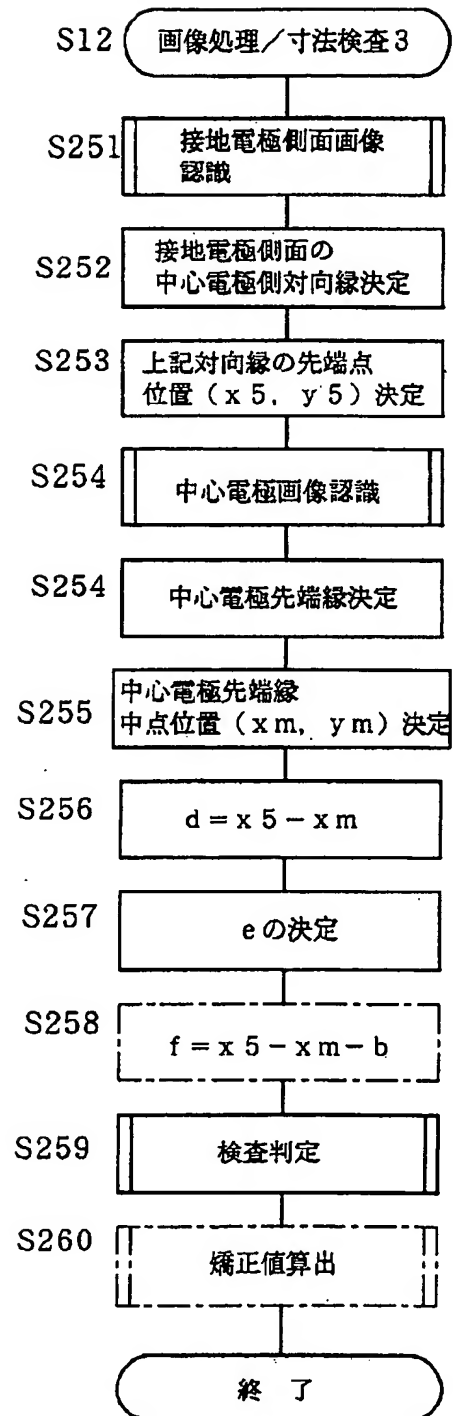 S12 画像処理／寸法検査３
S251 接地電極側面画像
認識
S252 接地電極側面の
中心電極側対向縁決定
S253 上記対向縁の先端点
位置（ｘ５，ｙ５）決定
S254 中心電極画像認識
S254 中心電極先端縁決定
S255 中心電極先端縁
中点位置（ｘｍ，ｙｍ）決定
S256 ｄ＝ｘ５－ｘｍ
S257 ｅの決定
S258 ｆ＝ｘ５－ｘｍ－ｂ
S259 検査判定
S260 矯正値算出
終 了